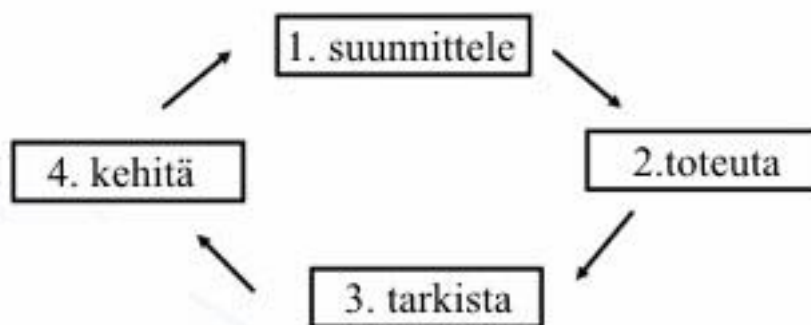 1. suunnittele
2.toteuta
3. tarkista
4. kehitä